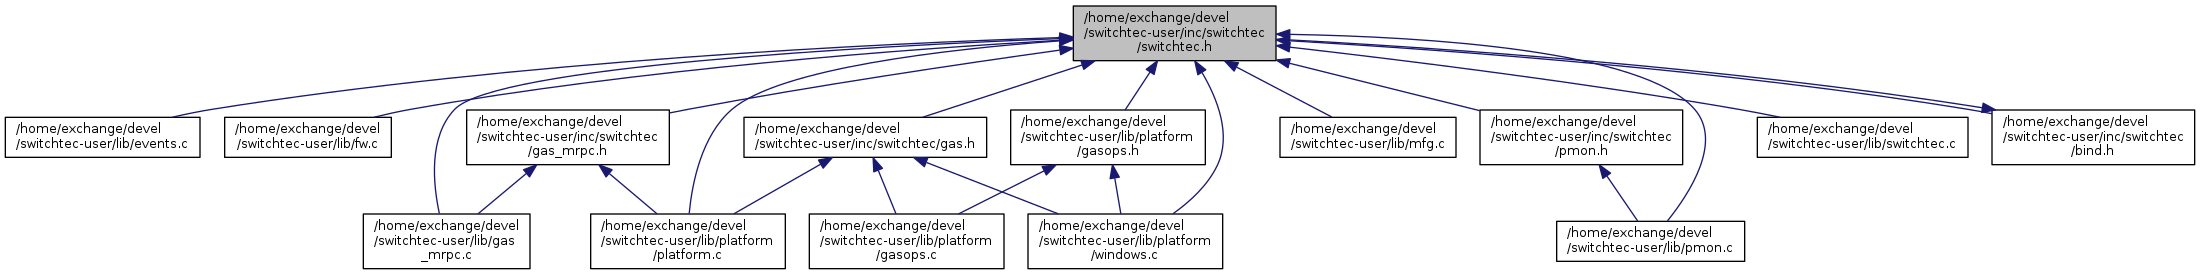 /home/exchange/devel
/switchtec-user/inc/switchtec
/switchtec.h
/home/exchange/devel
/switchtec-user/lib/events.c
/home/exchange/devel
/switchtec-user/lib/fw.c
/home/exchange/devel
/switchtec-user/inc/switchtec
/gas_mrpc.h
/home/exchange/devel
/switchtec-user/inc/switchtec/gas.h
/home/exchange/devel
/switchtec-user/lib/platform
/gasops.h
/home/exchange/devel
/switchtec-user/lib/mfg.c
/home/exchange/devel
/switchtec-user/inc/switchtec
/pmon.h
/home/exchange/devel
/switchtec-user/lib/switchtec.c
/home/exchange/devel
/switchtec-user/inc/switchtec
/bind.h
/home/exchange/devel
/switchtec-user/lib/gas
_mrpc.c
/home/exchange/devel
/switchtec-user/lib/platform
/platform.c
/home/exchange/devel
/switchtec-user/lib/platform
/gasops.c
/home/exchange/devel
/switchtec-user/lib/platform
/windows.c
/home/exchange/devel
/switchtec-user/lib/pmon.c